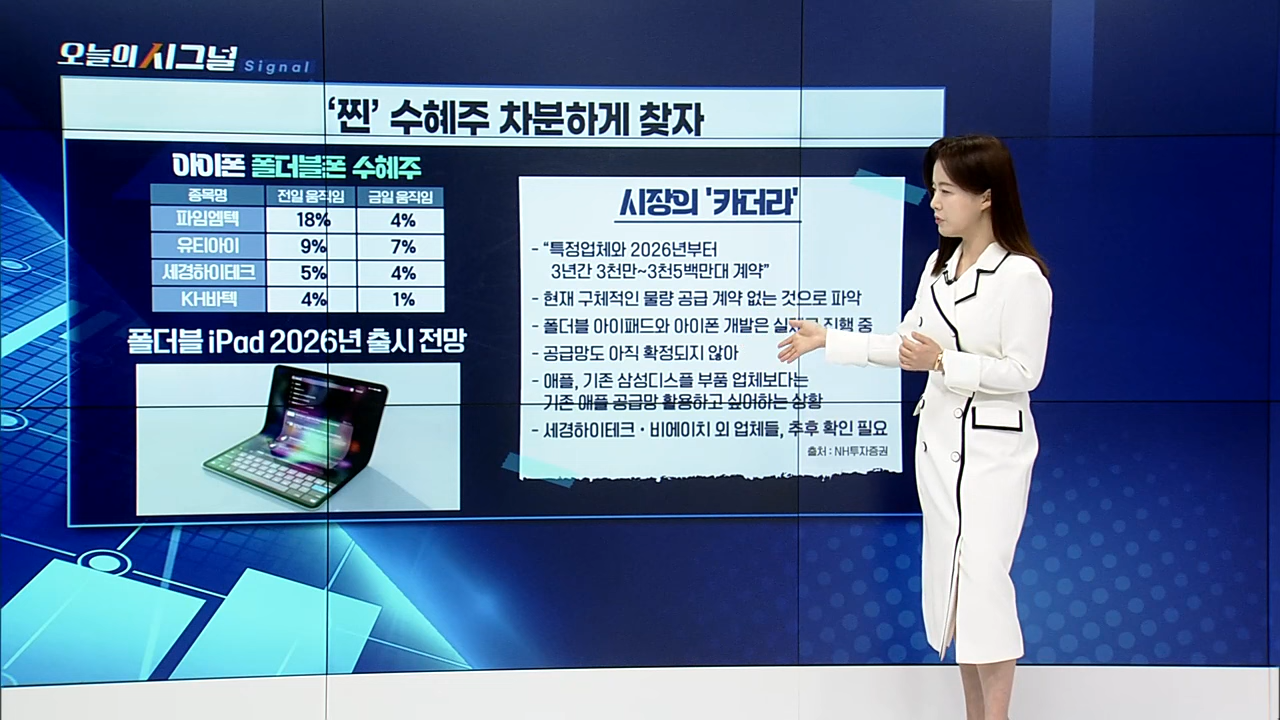 오늘의 시그널 Signal
‘찐’ 수혜주 차분하게 찾자
아이폰 폴더블폰 수혜주
종목명 전일 움직임 금일 움직임
파인엠텍 18% 4%
유티아이 9% 7%
세경하이테크 5% 4%
KH바텍 4% 1%
폴더블 iPad 2026년 출시 전망
시장의 '카더라'
- “특정업체와 2026년부터
3년간 3천만~3천5백만대 계약”
- 현재 구체적인 물량 공급 계약 없는 것으로 파악
- 폴더블 아이패드와 아이폰 개발은 실제로 진행 중
- 공급망도 아직 확정되지 않아
- 애플, 기존 삼성디스플 부품 업체보다는
기존 애플 공급망 활용하고 싶어하는 상황
- 세경하이테크・비에이치 외 업체들, 추후 확인 필요
출처 : NH투자증권